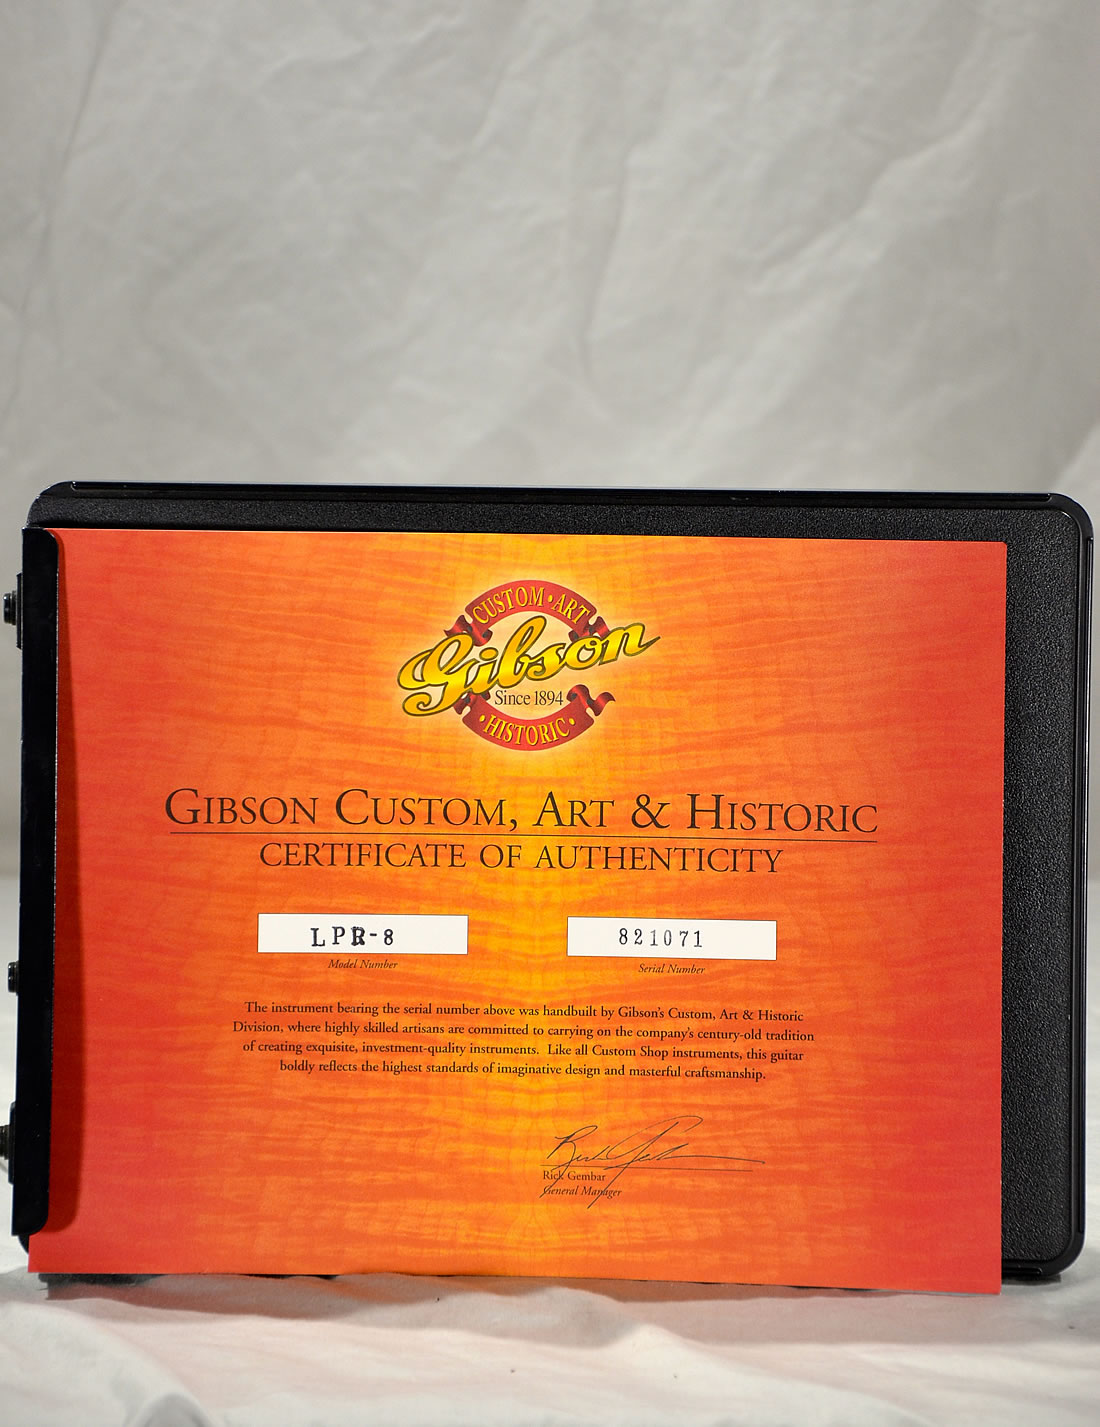 CUSTOM • ART
Gibson
Since 1894
• HISTORIC •
GIBSON CUSTOM, ART & HISTORIC
CERTIFICATE OF AUTHENTICITY
LPR-8 821071
Model Number Serial Number
The instrument bearing the serial number above was handbuilt by Gibson's Custom, Art & Historic
Division, where highly skilled artisans are committed to carrying on the company's century-old tradition
of creating exquisite, investment-quality instruments. Like all Custom Shop instruments, this guitar
boldly reflects the highest standards of imaginative design and masterful craftsmanship.
Rick Gembar
General Manager